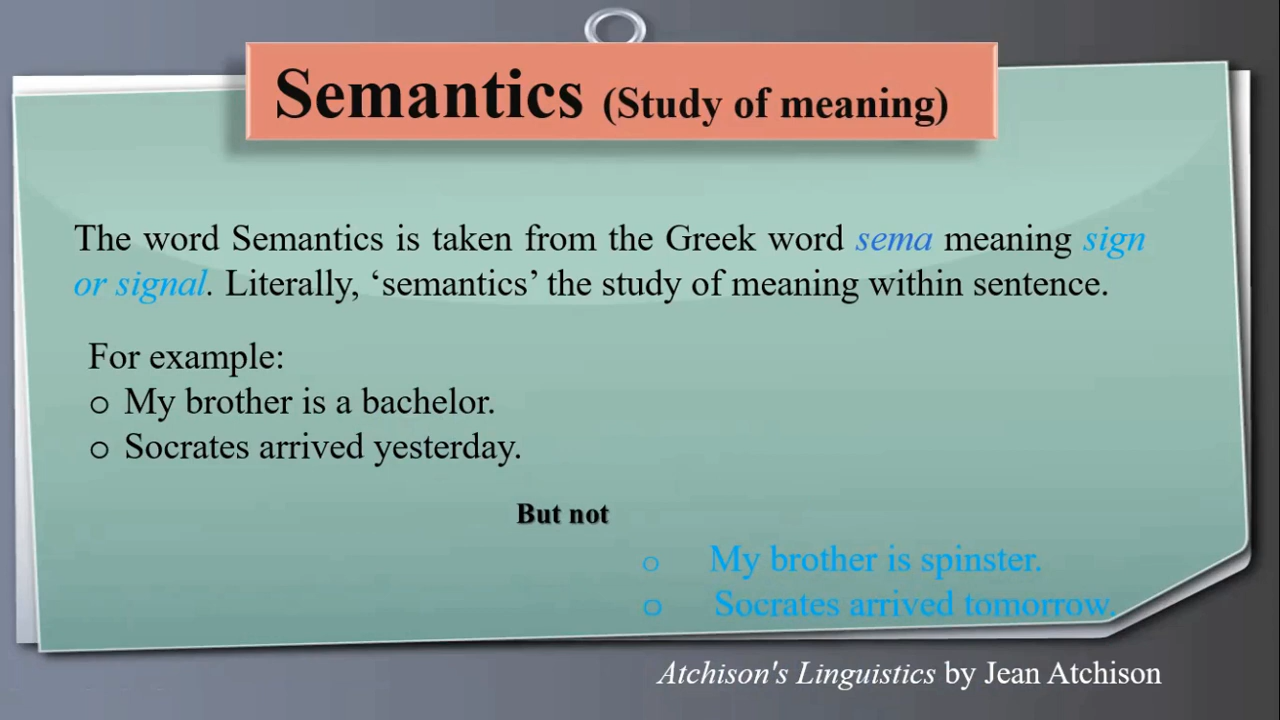 Semantics (Study of meaning)
The word Semantics is taken from the Greek word sema meaning sign
or signal. Literally, ‘semantics’ the study of meaning within sentence.
For example:
o My brother is a bachelor.
o Socrates arrived yesterday.
But not
o My brother is spinster.
o Socrates arrived tomorrow.
Atchison's Linguistics by Jean Atchison